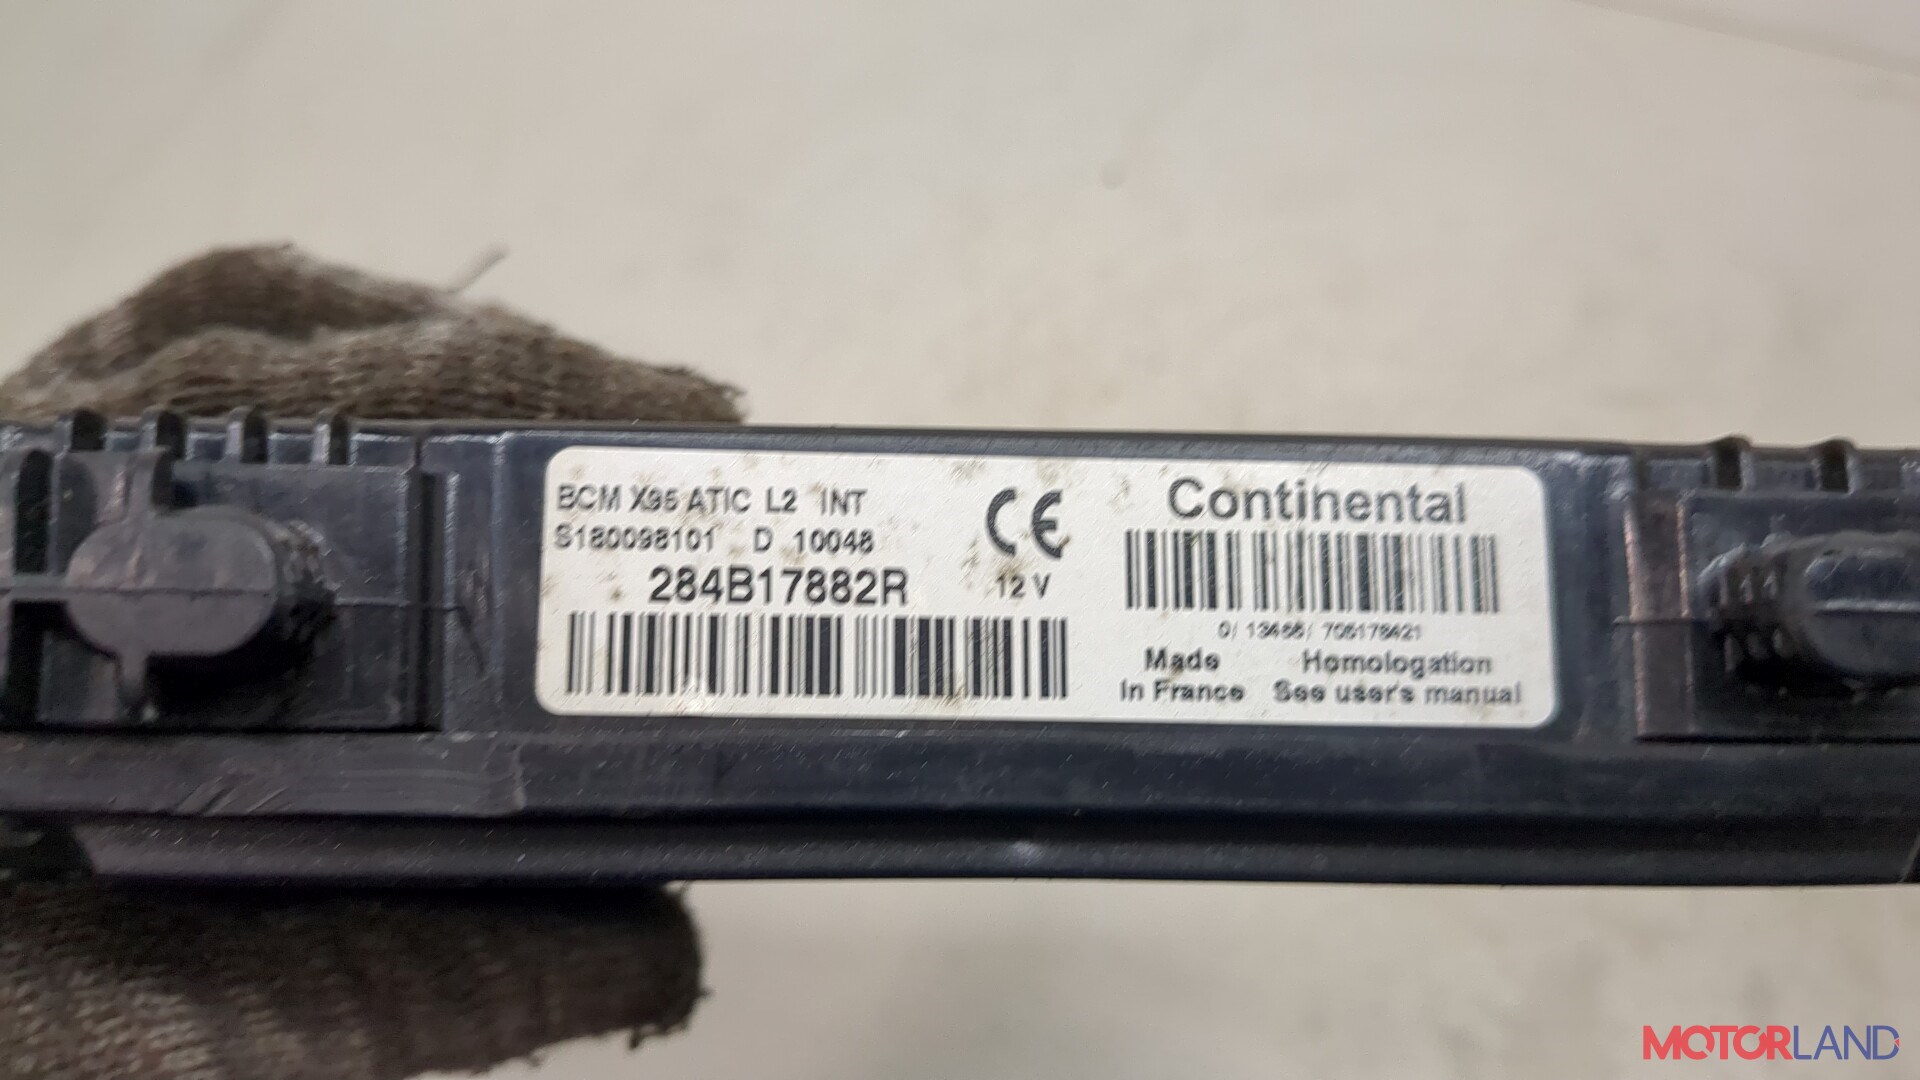 BCM X95 ATIC L2 INT
S180098101 D 10048
284B17882R
CE
12 V
Continental
0/ 13466/ 706178421
Made
In France
Homologation
See user's manual
MOTORLAND